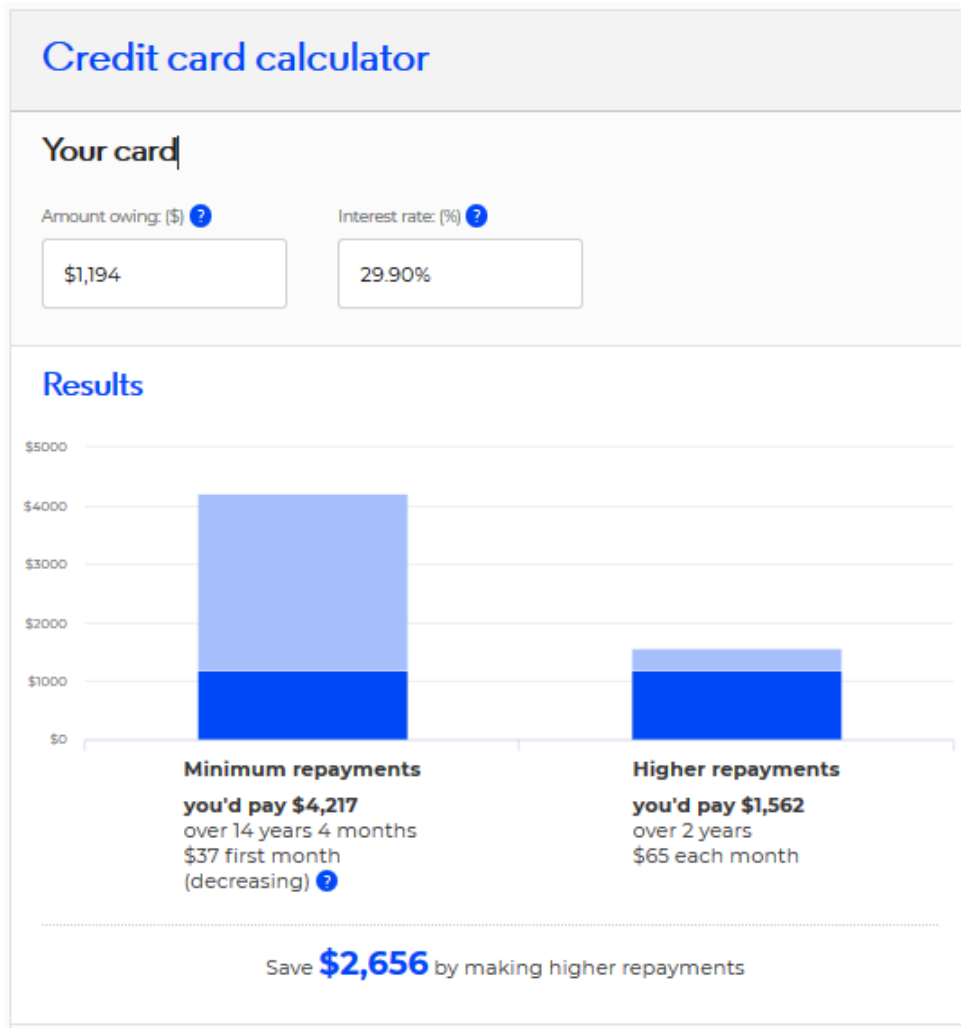 Credit card calculator
Your card
Amount owing: ($) ?
Interest rate: (%) ?
$1,194
29.90%
Results
$5000
$4000
$3000
$2000
$1000
$0
Minimum repayments
you'd pay $4,217
over 14 years 4 months
$37 first month
(decreasing) ?
Higher repayments
you'd pay $1,562
over 2 years
$65 each month
Save $2,656 by making higher repayments